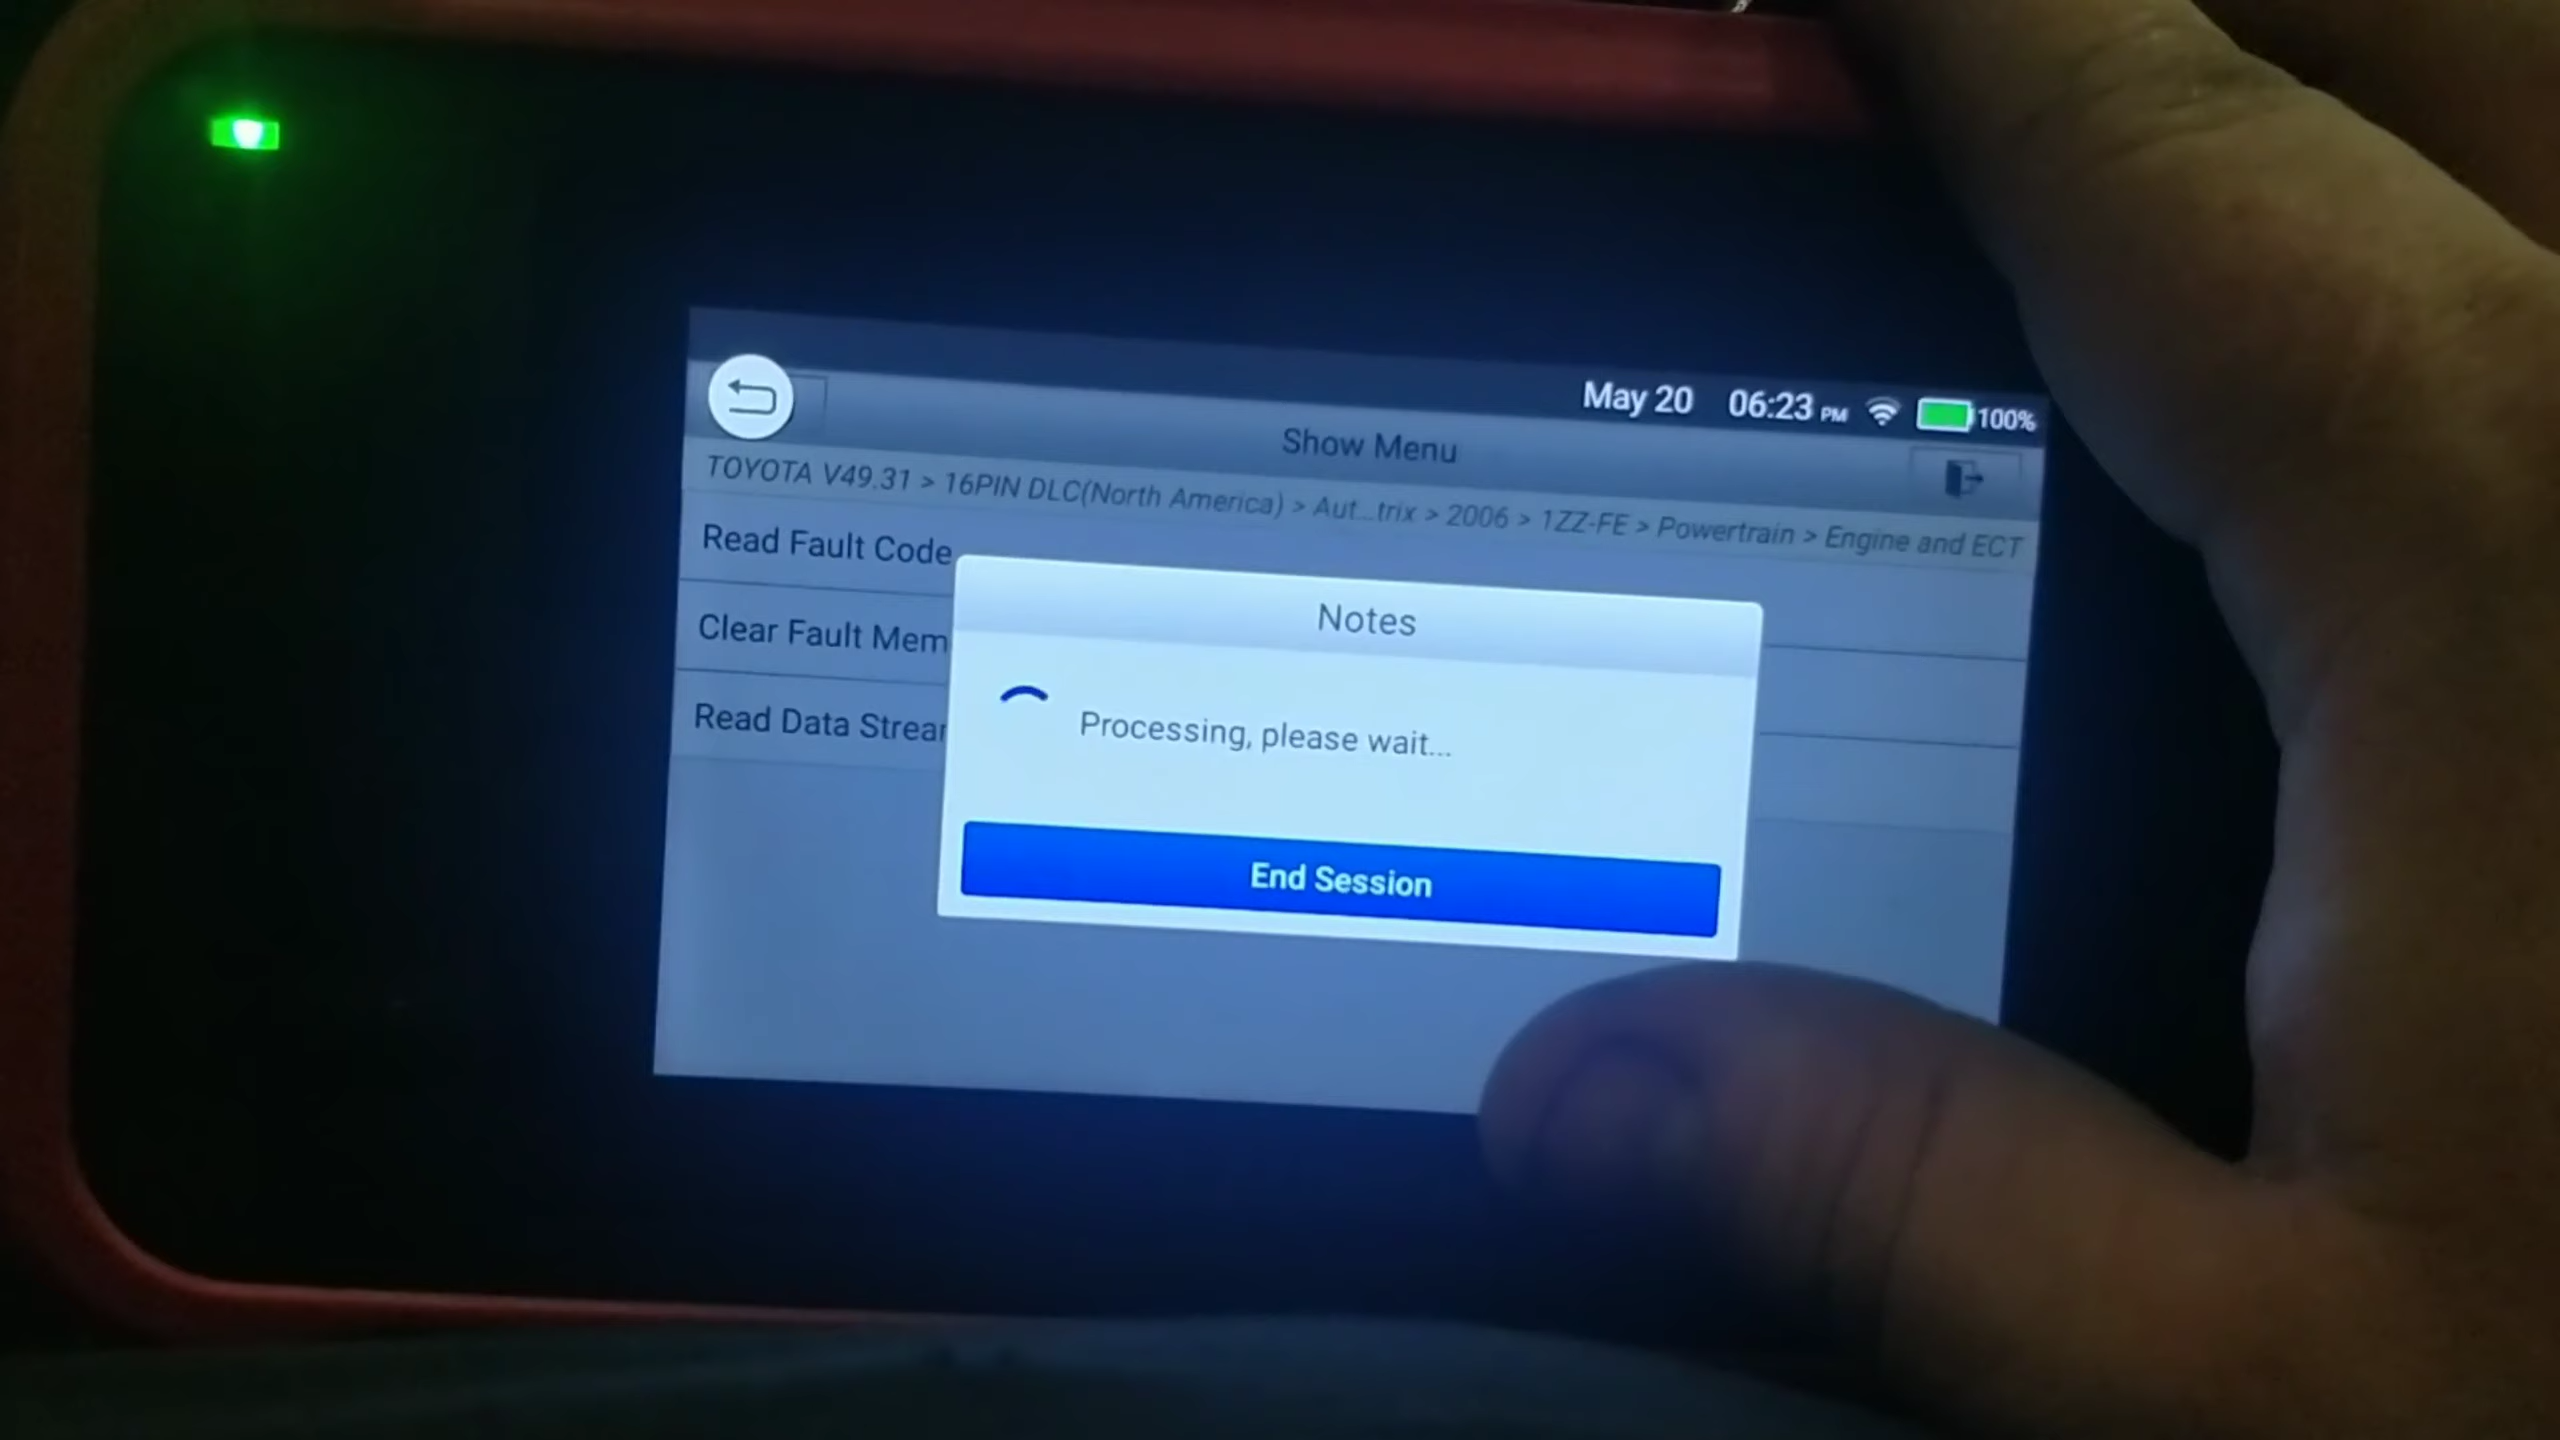 May 20 06:23 PM 100%
Show Menu
TOYOTA V49.31 > 16PIN DLC(North America) > Aut...trix > 2006 > 1ZZ-FE > Powertrain > Engine and ECT
Read Fault Code
Clear Fault Mem
Read Data Strear
Notes
Processing, please wait...
End Session